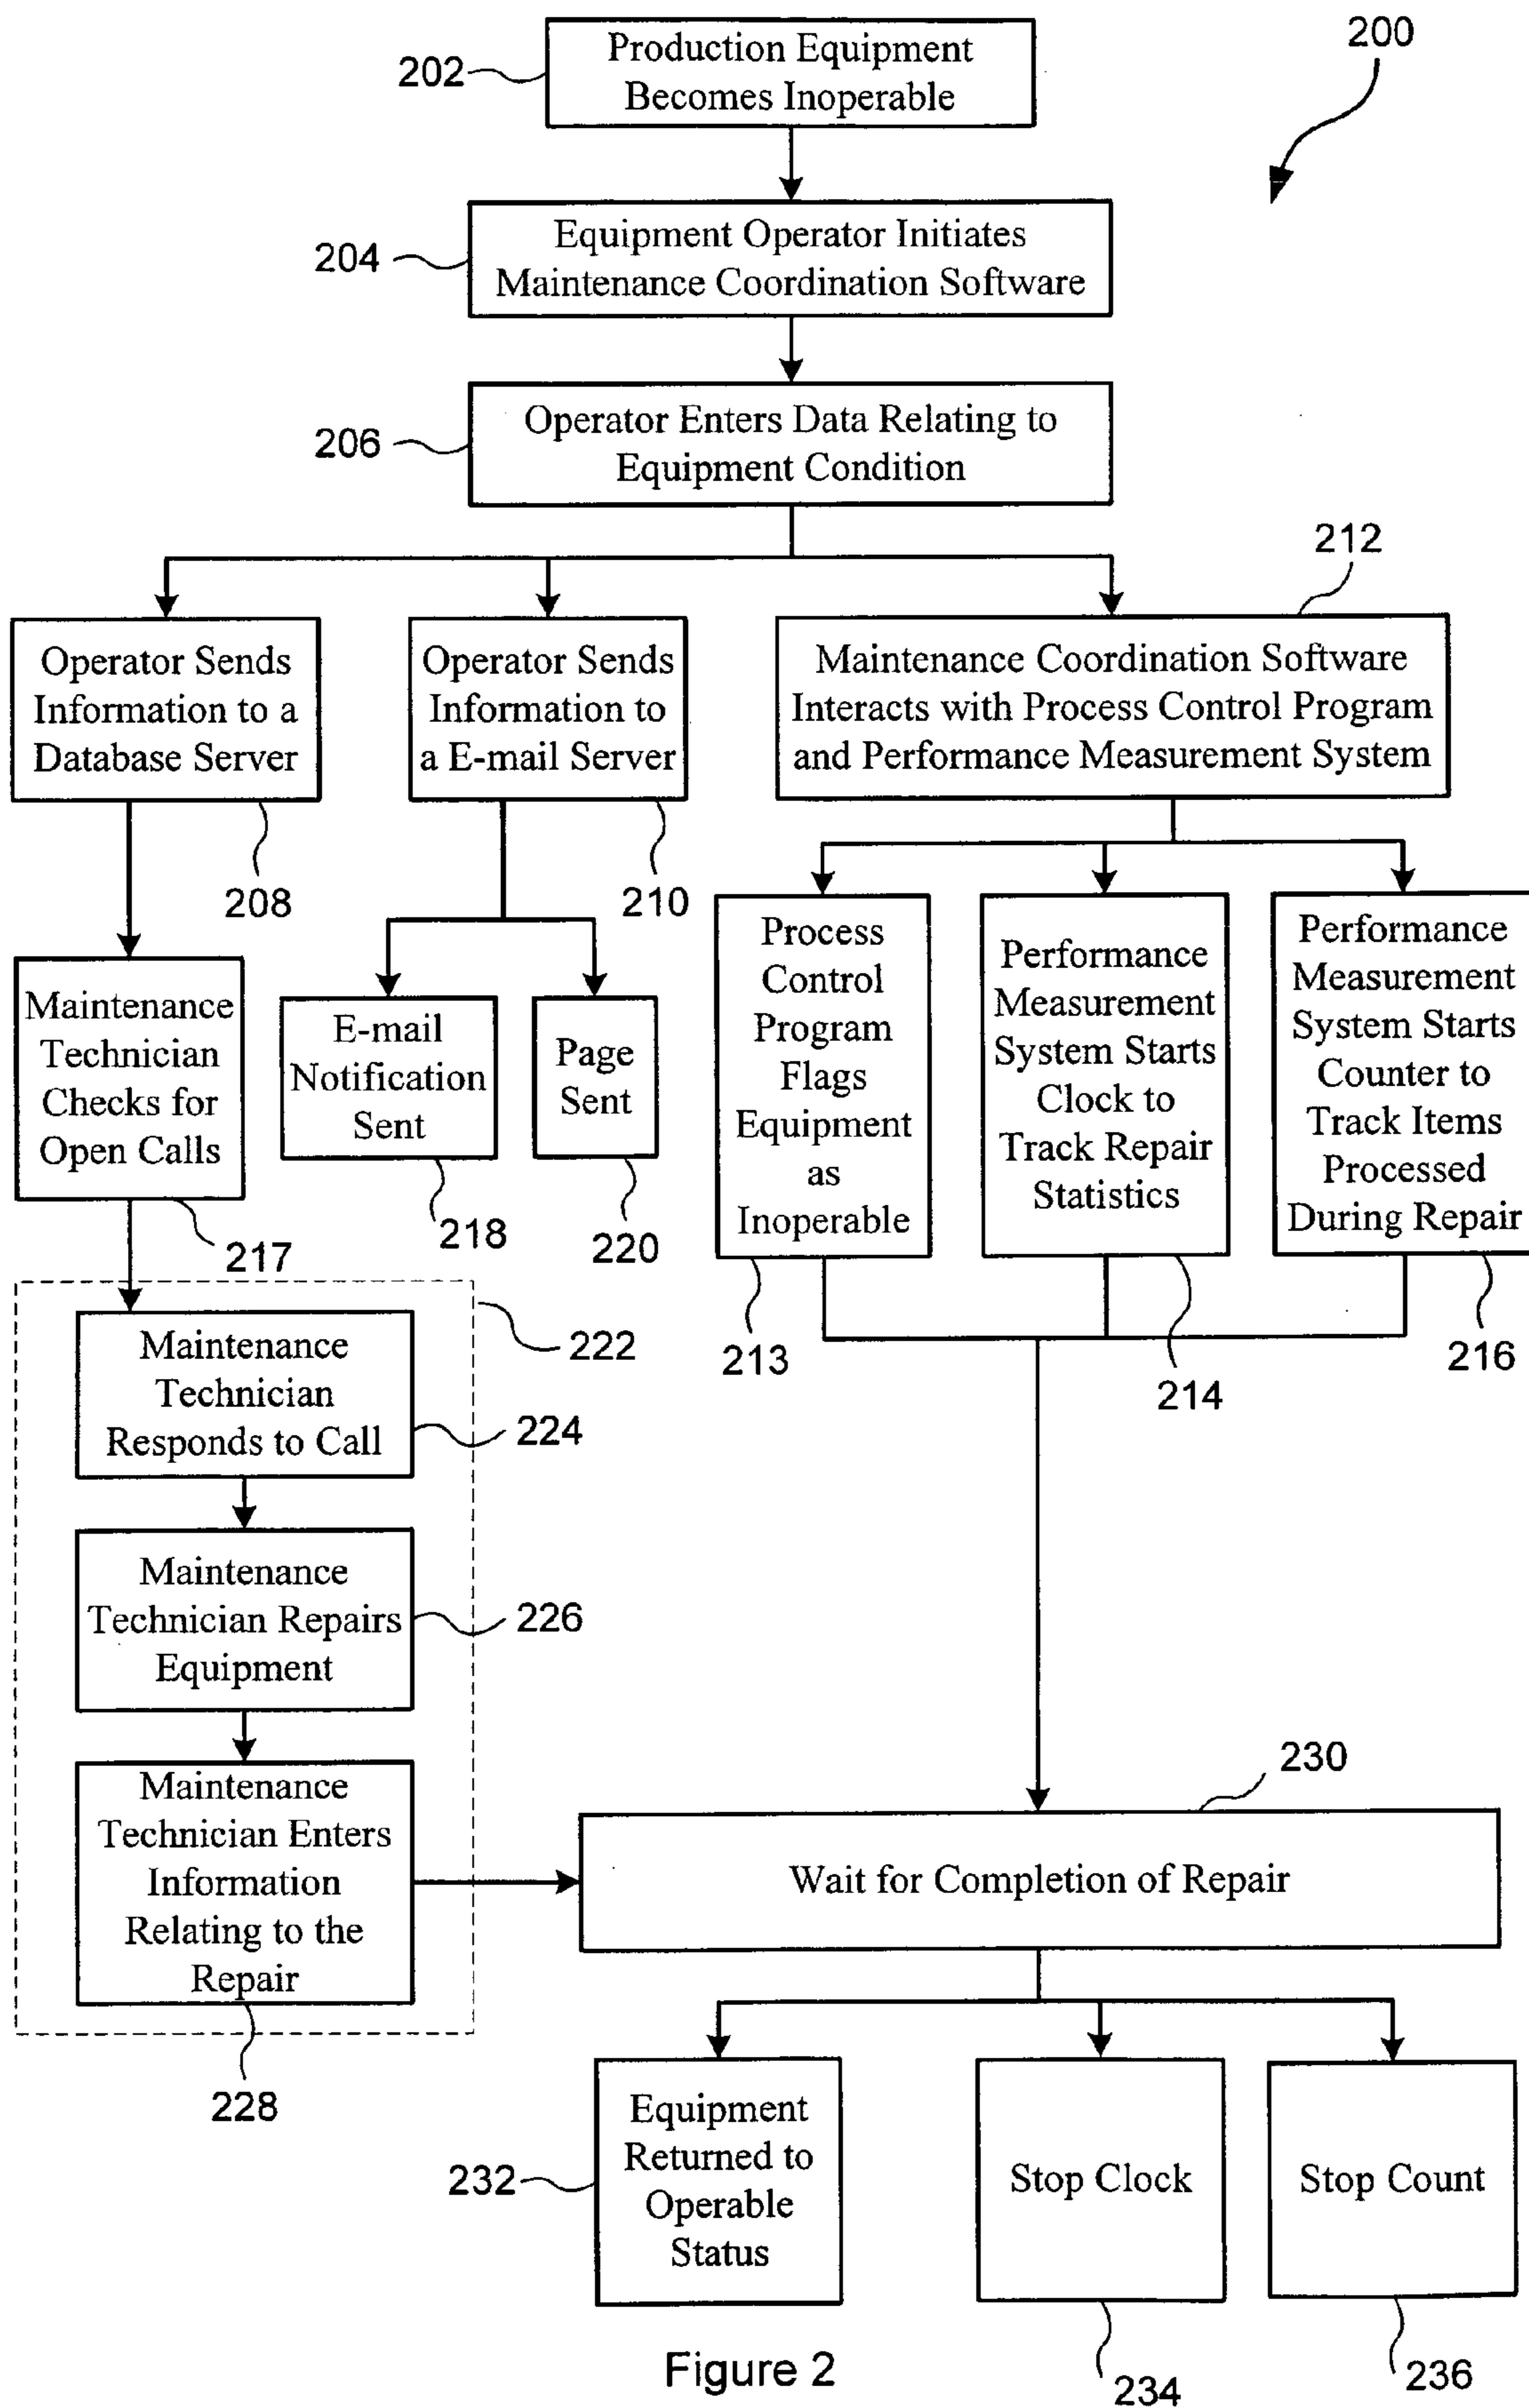 200
Production Equipment
Becomes Inoperable
202
Equipment Operator Initiates
Maintenance Coordination Software
204
Operator Enters Data Relating to
Equipment Condition
206
212
Operator Sends
Information to a
Database Server
208
Operator Sends
Information to
a E-mail Server
210
Maintenance Coordination Software
Interacts with Process Control Program
and Performance Measurement System
Maintenance
Technician
Checks for
Open Calls
217
E-mail
Notification
Sent
218
Page
Sent
220
Process
Control
Program
Flags
Equipment
as
Inoperable
213
Performance
Measurement
System Starts
Clock to
Track Repair
Statistics
214
Performance
Measurement
System Starts
Counter to
Track Items
Processed
During Repair
216
222
Maintenance
Technician
Responds to Call
224
Maintenance
Technician Repairs
Equipment
226
Maintenance
Technician Enters
Information
Relating to the
Repair
228
230
Wait for Completion of Repair
Equipment
Returned to
Operable
Status
232
Stop Clock
234
Stop Count
236
Figure 2